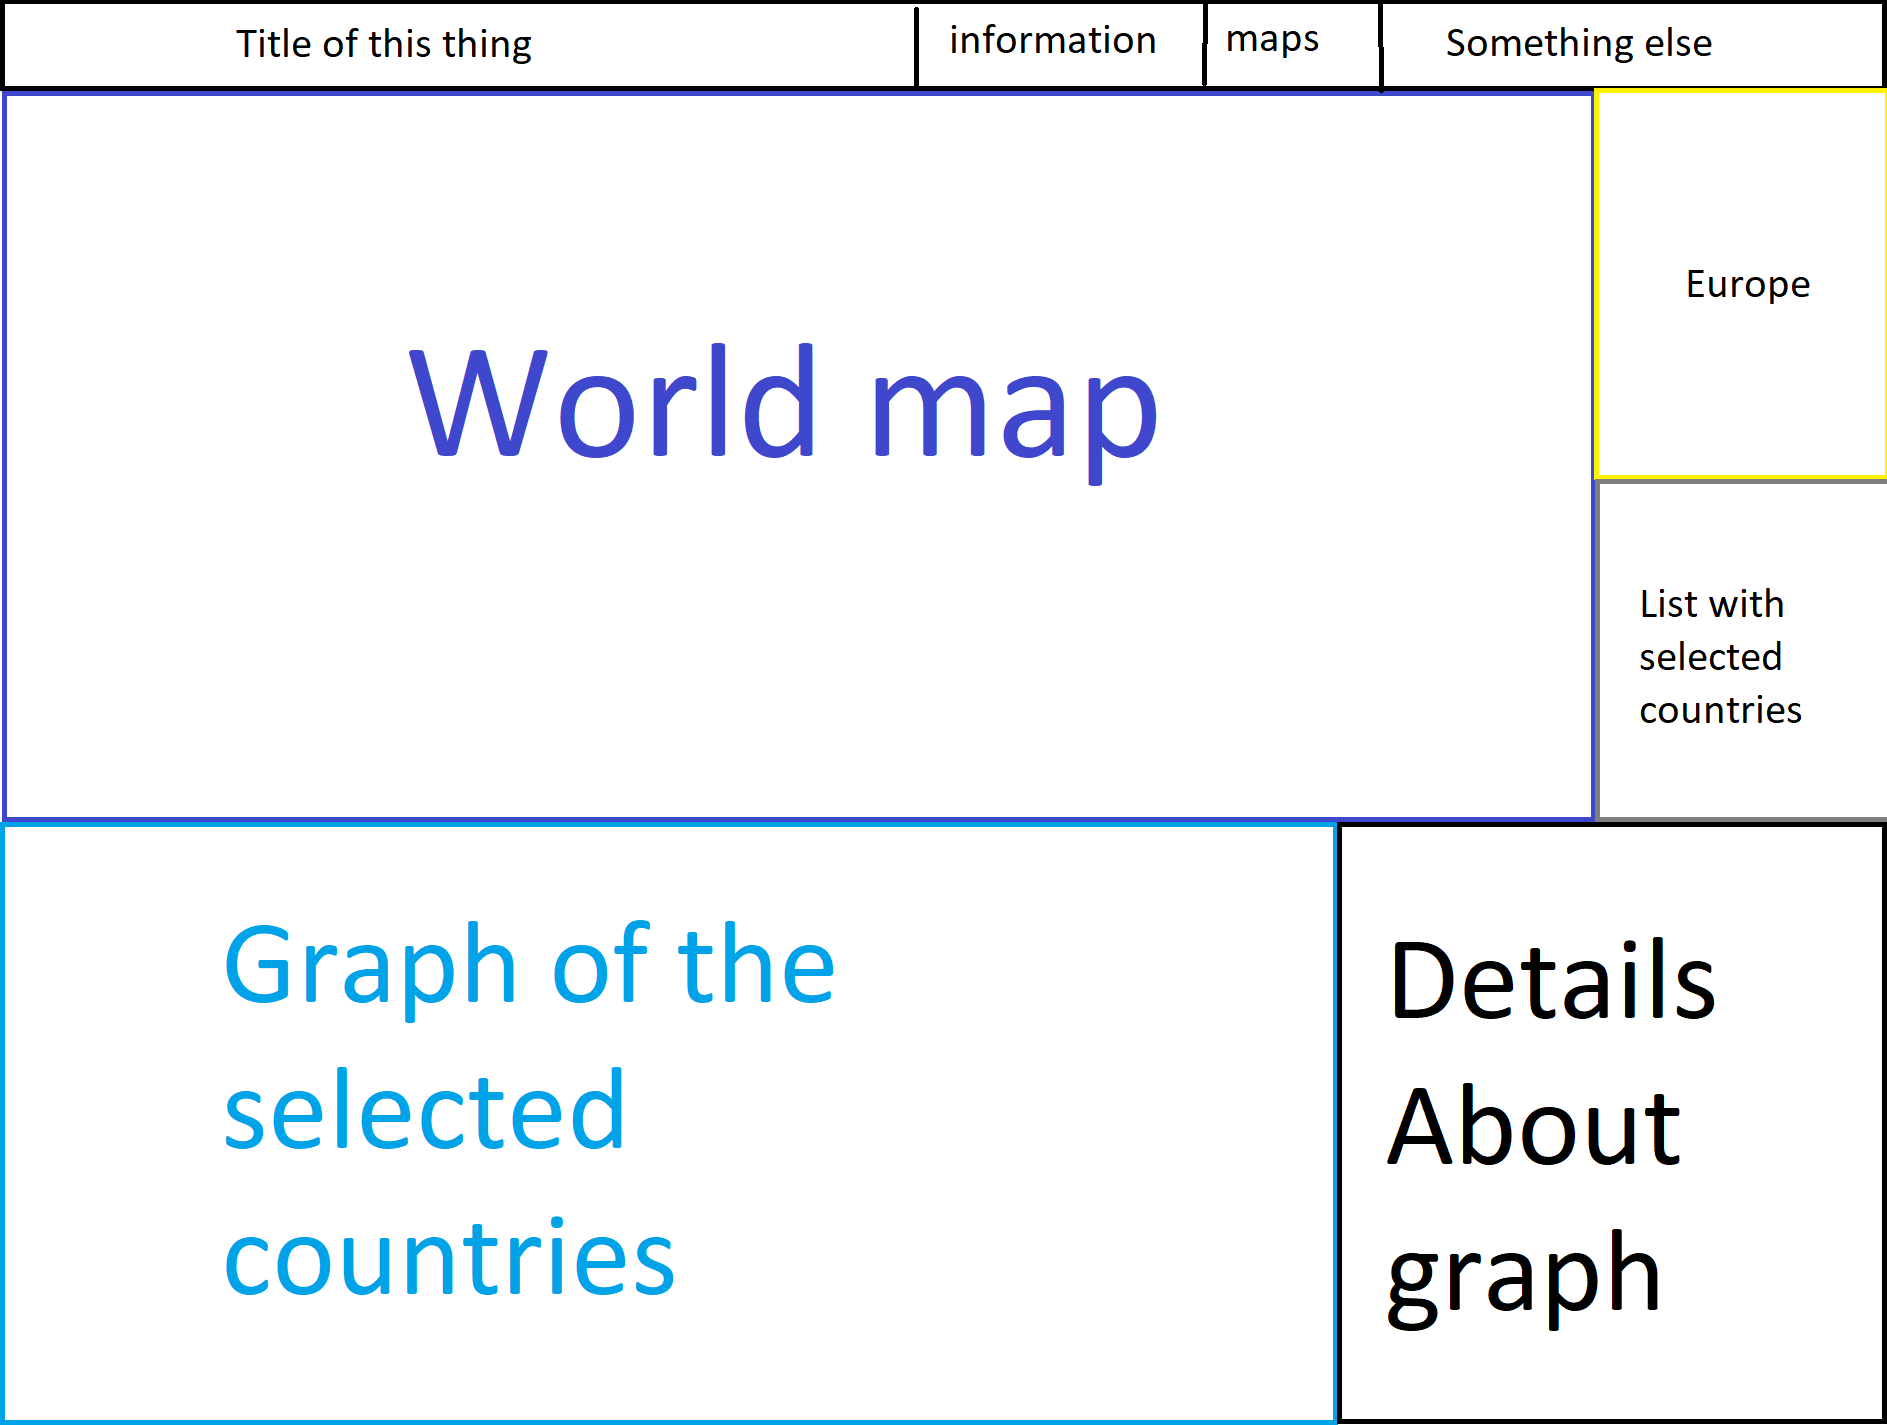 Title of this thing
information
maps
Something else
World map
Europe
List with
selected
countries
Graph of the
selected
countries
Details
About
graph